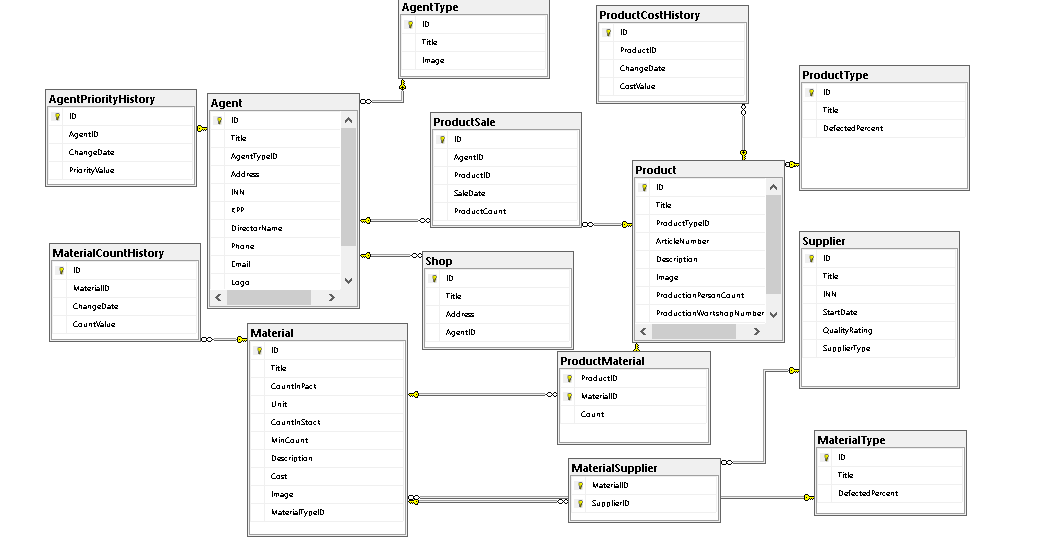 AgentType
ID
Title
Image
ProductCostHistory
ID
ProductID
ChangeDate
CostValue
ProductType
ID
Title
DefectedPercent
AgentPriorityHistory
ID
AgentID
ChangeDate
PriorityValue
Agent
ID
Title
AgentTypeID
Address
INN
KPP
DirectorName
Phone
Email
Logo
ProductSale
ID
AgentID
ProductID
SaleDate
ProductCount
Product
ID
Title
ProductTypeID
ArticleNumber
Description
Image
ProductionPersonCount
ProductionWorkshopNumber
Supplier
ID
Title
INN
StartDate
QualityRating
SupplierType
MaterialCountHistory
ID
MaterialID
ChangeDate
CountValue
Shop
ID
Title
Address
AgentID
Material
ID
Title
CountInPack
Unit
CountInStock
MinCount
Description
Cost
Image
MaterialTypeID
ProductMaterial
ProductID
MaterialID
Count
MaterialSupplier
MaterialID
SupplierID
MaterialType
ID
Title
DefectedPercent